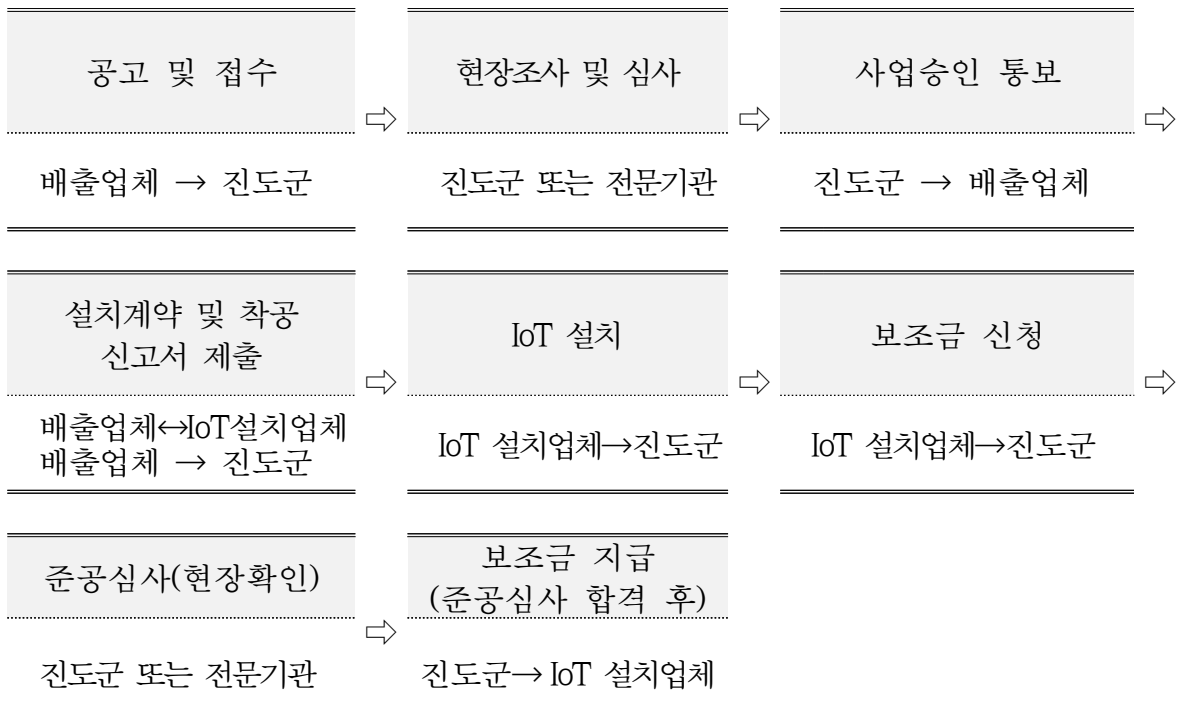 공고 및 접수
⇨
배출업체 → 진도군
현장조사 및 심사
⇨
진도군 또는 전문기관
사업승인 통보
⇨
진도군 → 배출업체
설치계약 및 착공
신고서 제출
⇨
배출업체↔IoT설치업체
배출업체 → 진도군
IoT 설치
⇨
IoT 설치업체→진도군
보조금 신청
⇨
IoT 설치업체→진도군
준공심사(현장확인)
⇨
진도군 또는 전문기관
보조금 지급
(준공심사 합격 후)
진도군→ IoT 설치업체